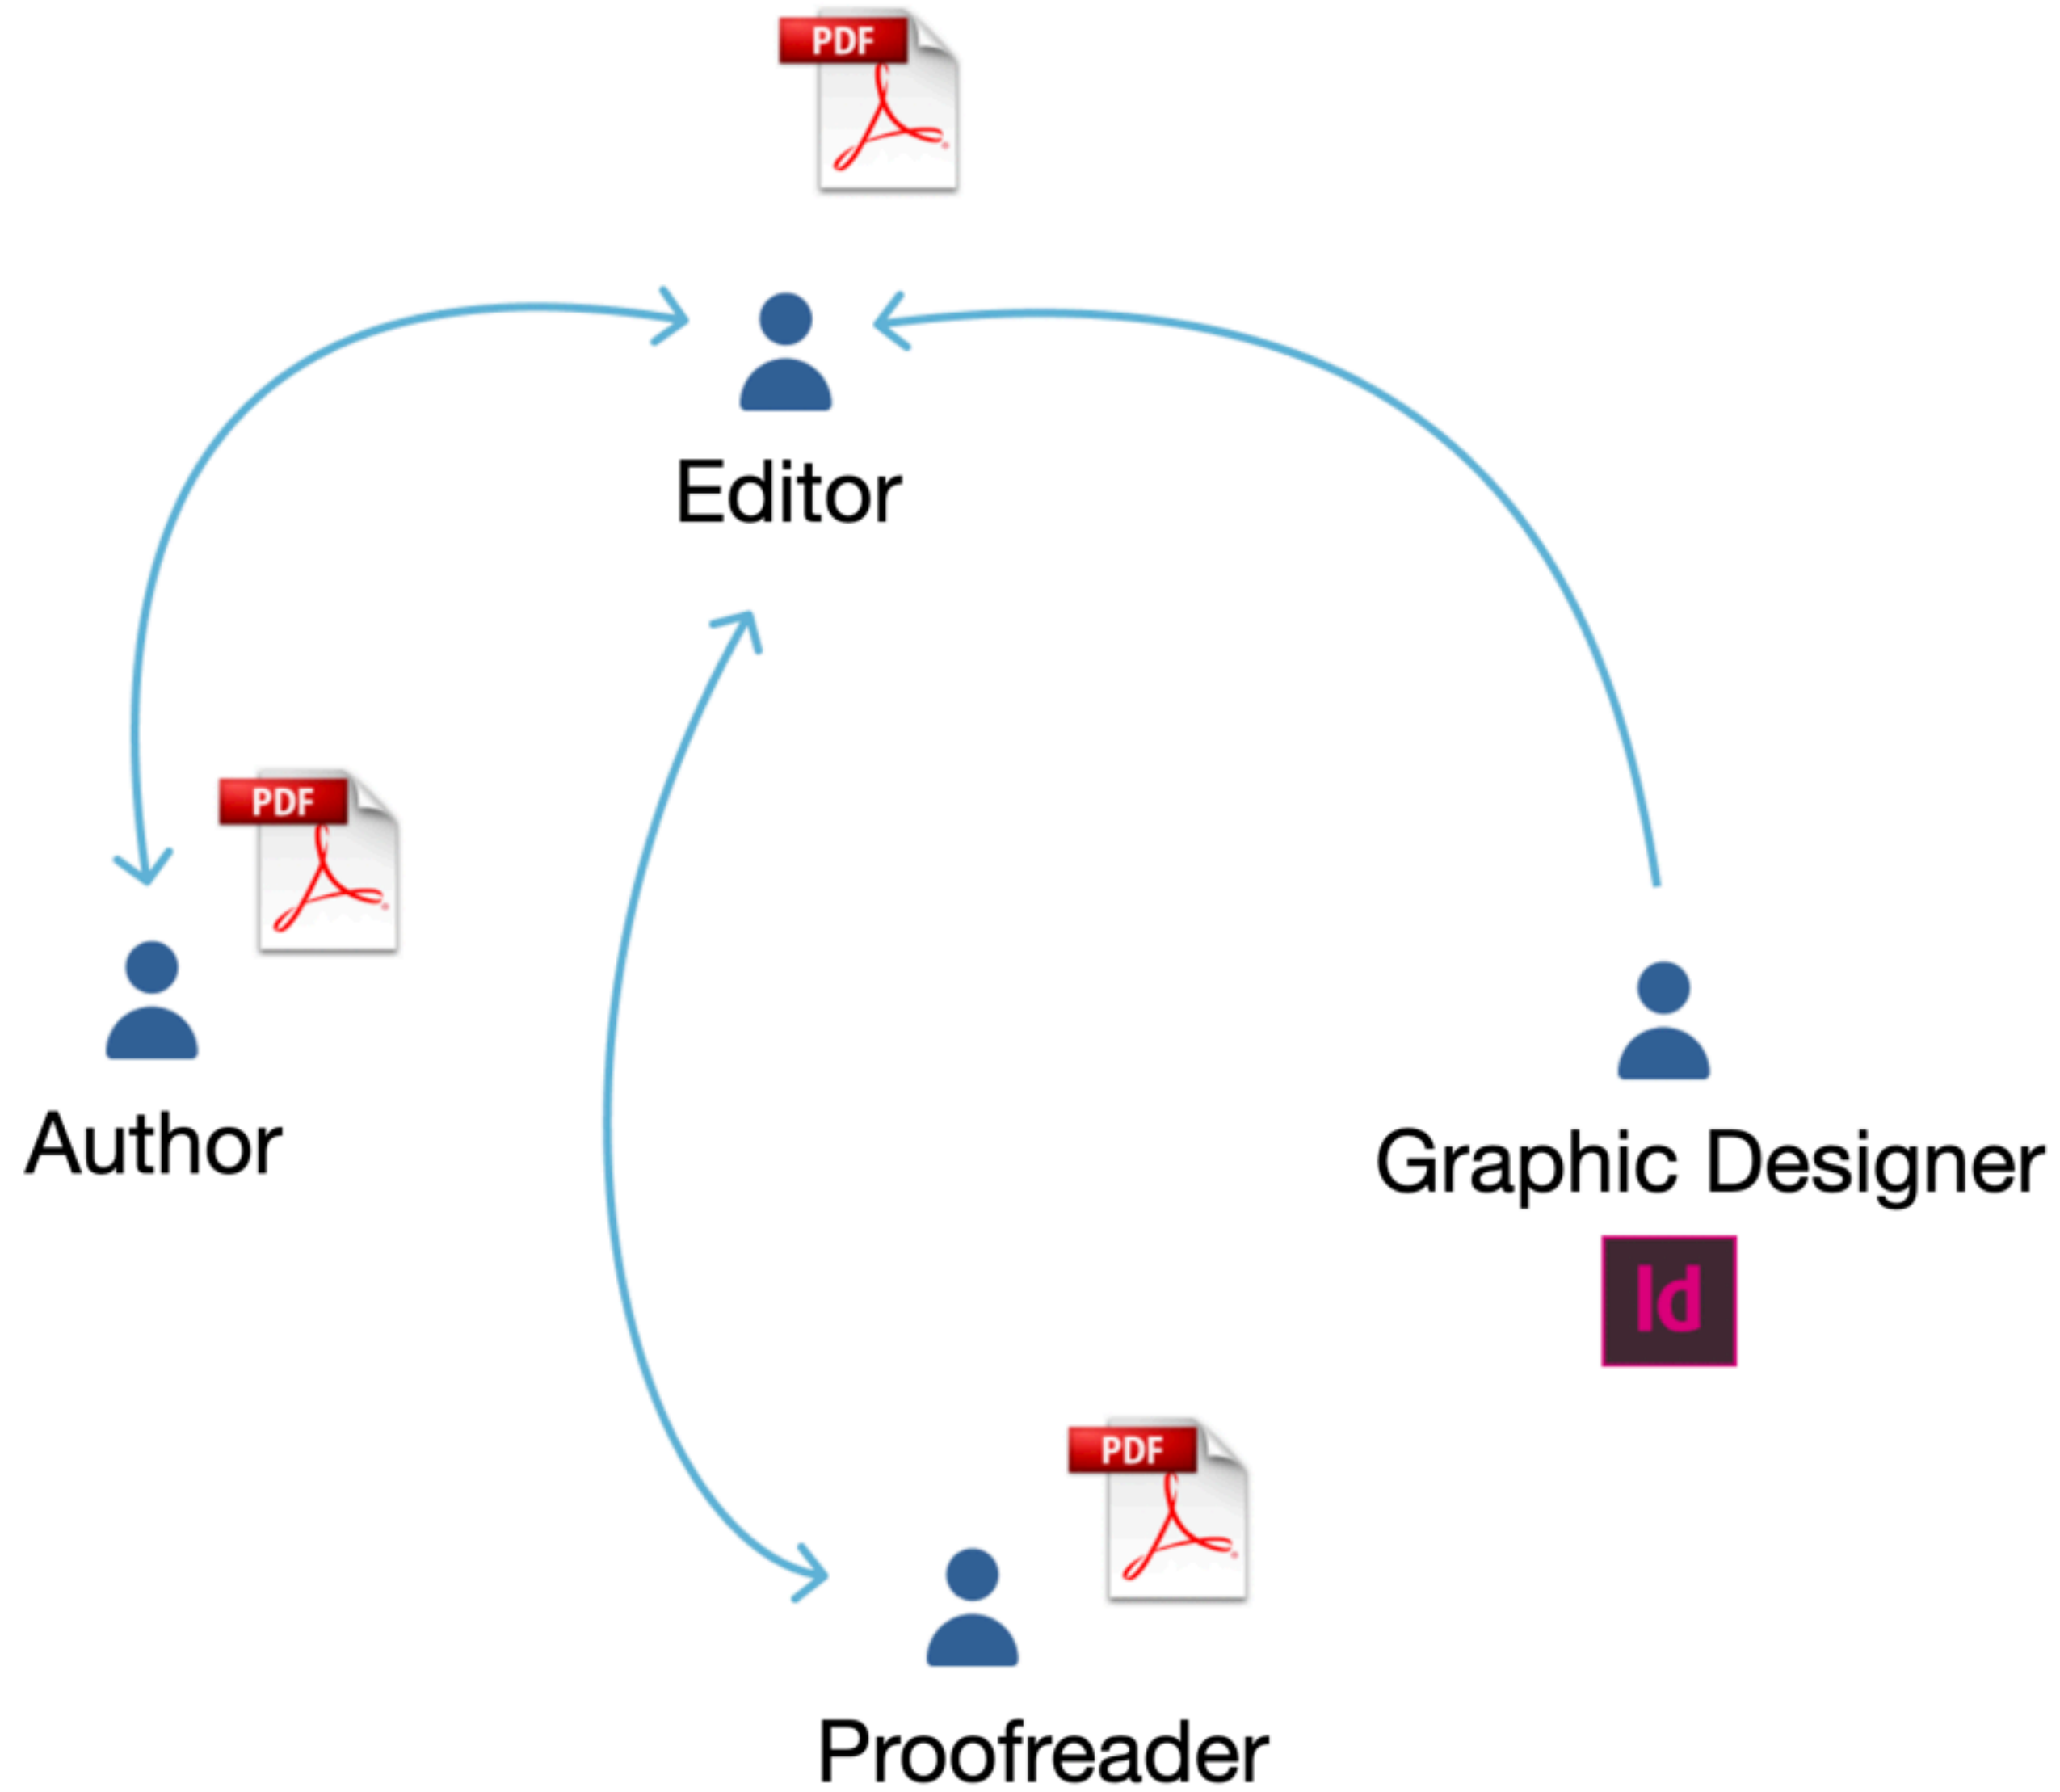 PDF
Editor
PDF
Author
Graphic Designer
Id
PDF
Proofreader